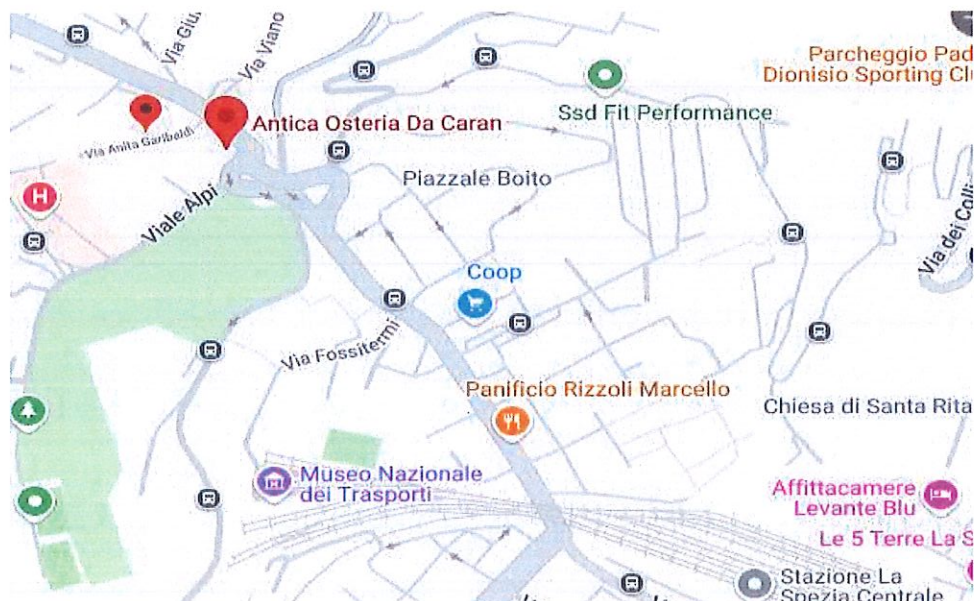 Via Giu
Via Viano
Parcheggio Pad
Dionisio Sporting Cl
Ssd Fit Performance
Antica Osteria Da Caran
Via Anita Garibaldi
Piazzale Boito
H
Viale Alpi
Via dei Colli
Coop
Via Fossitermi
Panificio Rizzoli Marcello
Chiesa di Santa Rita
Museo Nazionale
dei Trasporti
Affittacamere
Levante Blu
Le 5 Terre La S
Stazione La
Spezia Centrale